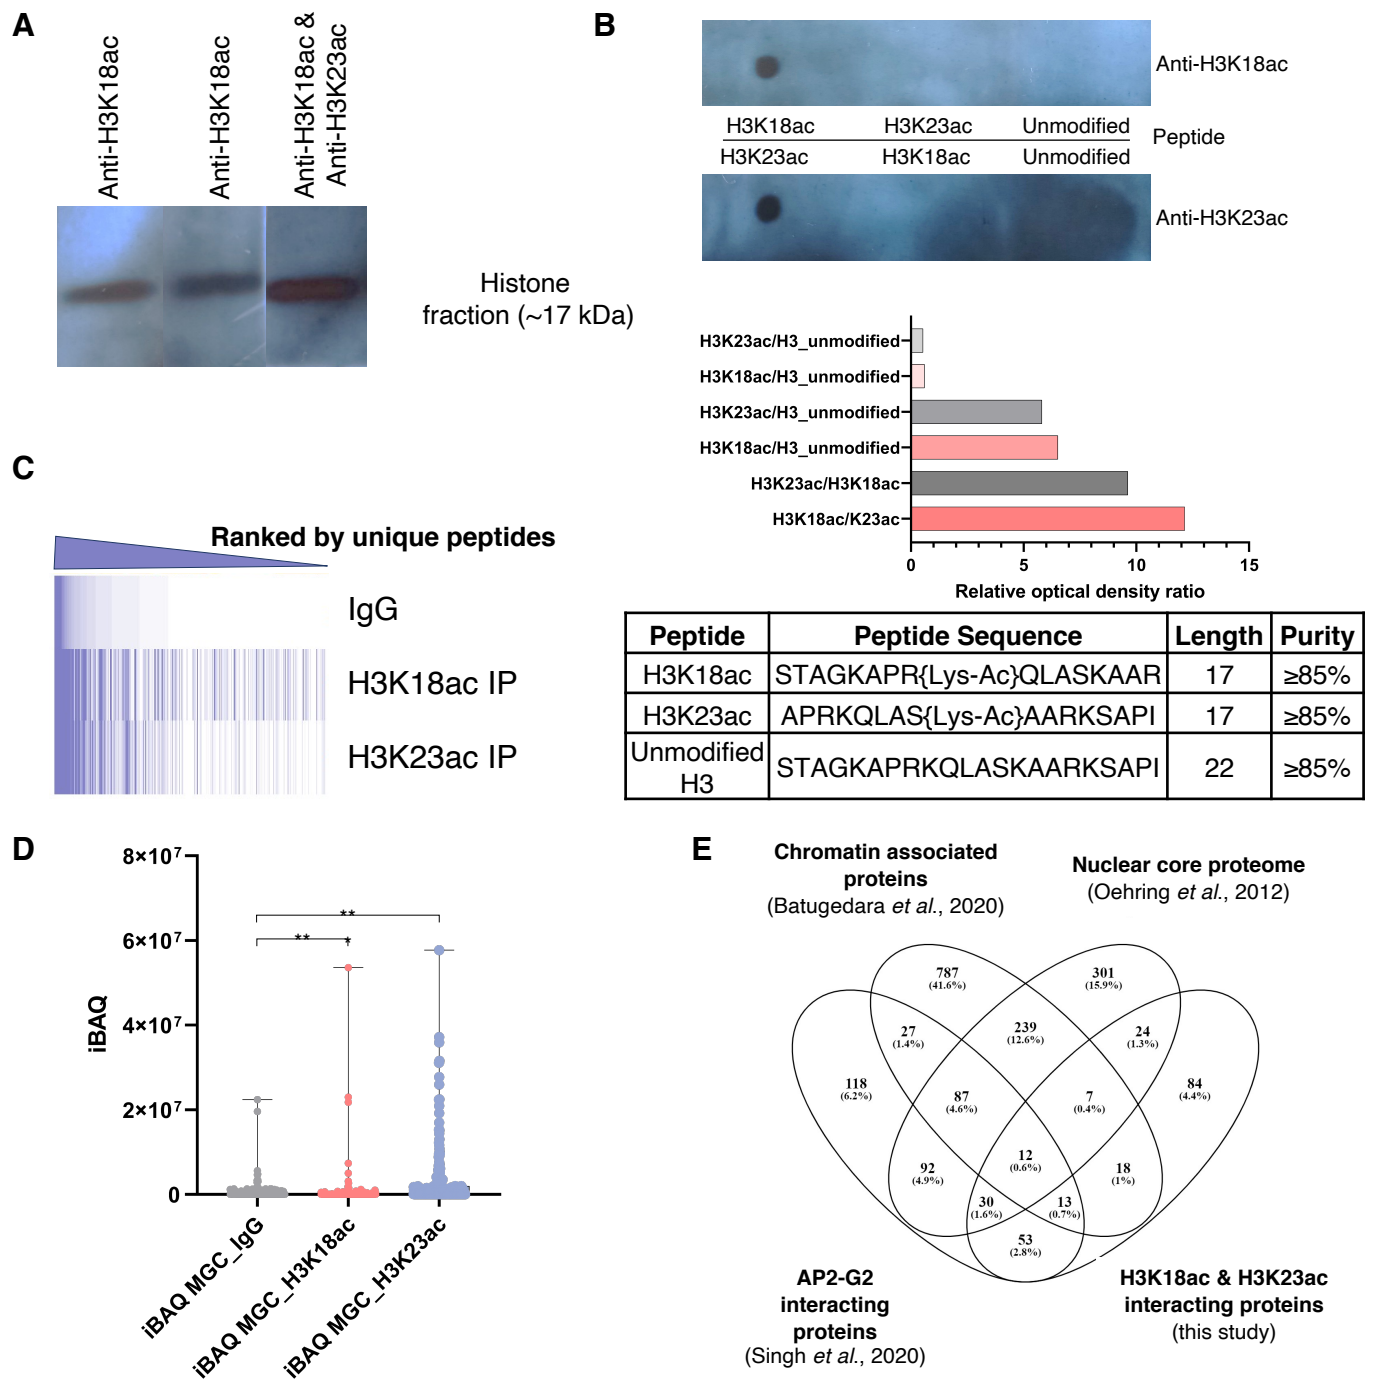 A
Anti-H3K18ac
Anti-H3K18ac
Anti-H3K18ac &
Anti-H3K23ac
Histone
fraction (~17 kDa)
B
Anti-H3K18ac
H3K18ac H3K23ac Unmodified
Peptide
H3K23ac H3K18ac Unmodified
Anti-H3K23ac
H3K23ac/H3_unmodified
H3K18ac/H3_unmodified
H3K23ac/H3_unmodified
H3K18ac/H3_unmodified
H3K23ac/H3K18ac
H3K18ac/K23ac
0 5 10 15
Relative optical density ratio
Peptide Peptide Sequence Length Purity
H3K18ac STAGKAPR{Lys-Ac}QLASKAAR 17 ≥85%
H3K23ac APRKQLAS{Lys-Ac}AARKSAPI 17 ≥85%
Unmodified
H3 STAGKAPRKQLASKAARKSAPI 22 ≥85%
C
Ranked by unique peptides
IgG
H3K18ac IP
H3K23ac IP
D
iBAQ
8×10⁷
6×10⁷
4×10⁷
2×10⁷
0
**
** *
iBAQ MGC_IgG
iBAQ MGC_H3K18ac
iBAQ MGC_H3K23ac
E
Chromatin associated
proteins
(Batugedara et al., 2020)
Nuclear core proteome
(Oehring et al., 2012)
787
(41.6%)
301
(15.9%)
27
(1.4%)
239
(12.6%)
24
(1.3%)
118
(6.2%)
87
(4.6%)
7
(0.4%)
84
(4.4%)
92
(4.9%)
12
(0.6%)
18
(1%)
30
(1.6%)
13
(0.7%)
53
(2.8%)
AP2-G2
interacting
proteins
(Singh et al., 2020)
H3K18ac & H3K23ac
interacting proteins
(this study)